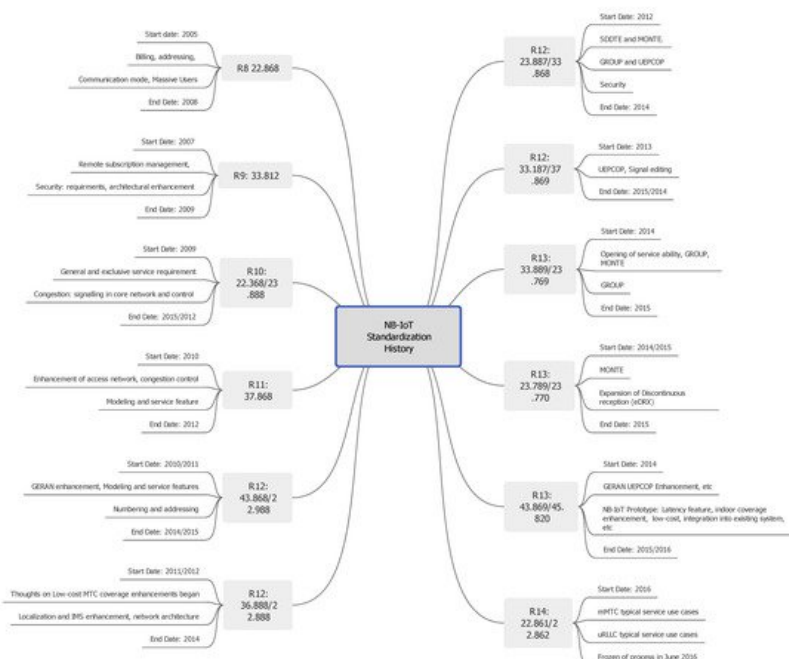 Start date: 2005
Billing, addressing,
Communication mode, Massive Users
End Date: 2008
R8 22.868
Start Date: 2007
Remote subscription management,
Security: requirments, architectural enhancement
End Date: 2009
R9: 33.812
Start Date: 2009
General and exclusive service requirement
Congestion: signalling in core network and control
End Date: 2015/2012
R10:
22.368/23
.888
Start Date: 2010
Enhancement of access network, congestion control
Modeling and service feature
End Date: 2012
R11:
37.868
Start Date: 2010/2011
GERAN enhancement, Modeling and service features
Numbering and addressing
End Date: 2014/2015
R12:
43.868/2
2.988
Start Date: 2011/2012
Thoughts on Low-cost MTC coverage enhancements began
Localization and IMS enhancement, network architecture
End Date: 2014
R12:
36.888/2
2.888
NB-IoT
Standardization
History
R12:
23.887/33
.868
Start Date: 2012
SDDTE and MONTE.
GROUP and UEPCOP
Security
End Date: 2014
R12:
33.187/37
.869
Start Date: 2013
UEPCOP, Signal editing
End Date: 2015/2014
R13:
33.889/23
.769
Start Date: 2014
Opening of service ability, GROUP,
MONTE
GROUP
End Date: 2015
R13:
23.789/23
.770
Start Date: 2014/2015
MONTE
Expansion of Discontinuous
reception (eDRX)
End Date: 2015
R13:
43.869/45.
820
Start Date: 2014
GERAN UEPCOP Enhancement, etc
NB-IoT Prototype: Latency feature, indoor coverage
enhancement, low-cost, integration into existing system,
etc
End Date: 2015/2016
R14:
22.861/2
2.862
Start Date: 2016
mMTC typical service use cases
uRLLC typical service use cases
Frozen of process in June 2016